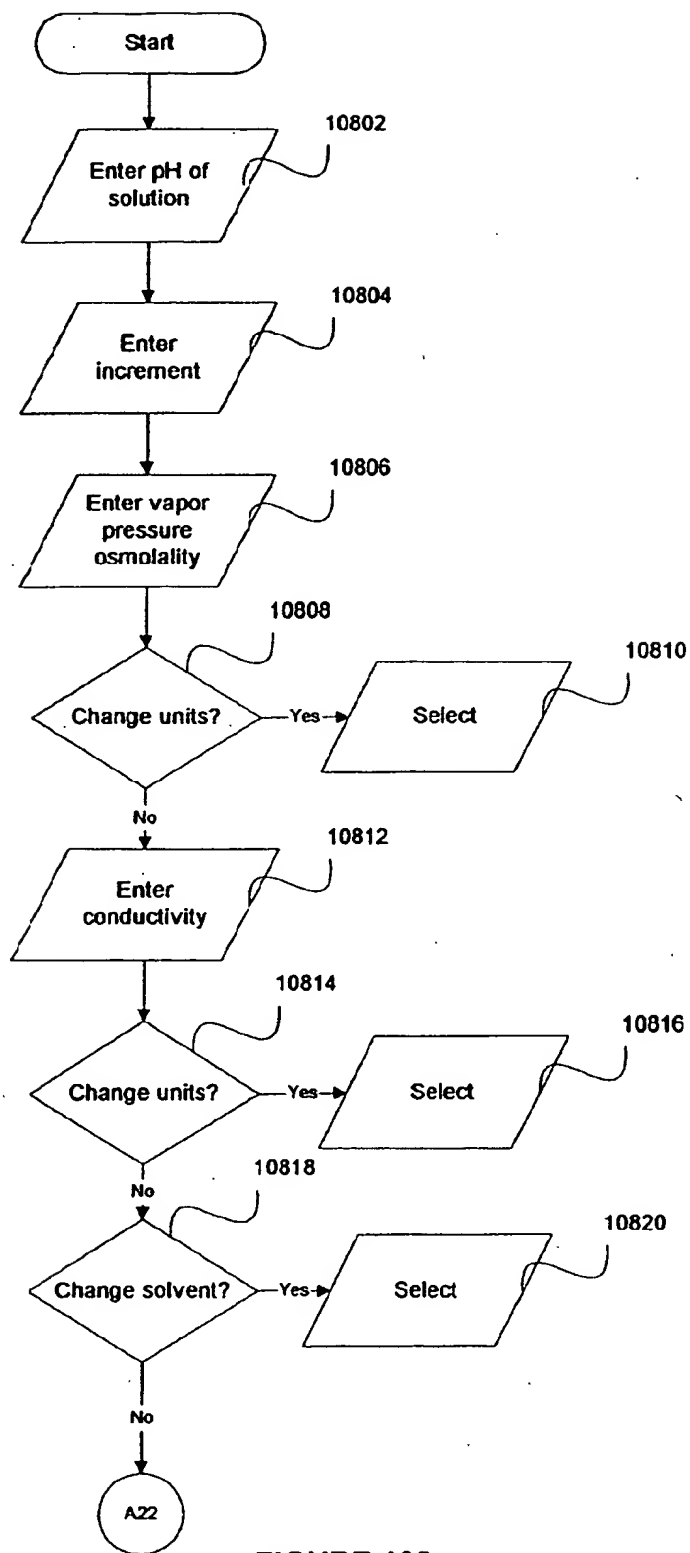 Start
10802
Enter pH of
solution
10804
Enter
increment
10806
Enter vapor
pressure
osmolality
10808
10810
Change units?
Yes
Select
No
10812
Enter
conductivity
10814
10816
Change units?
Yes
Select
No
10818
10820
Change solvent?
Yes
Select
No
A22